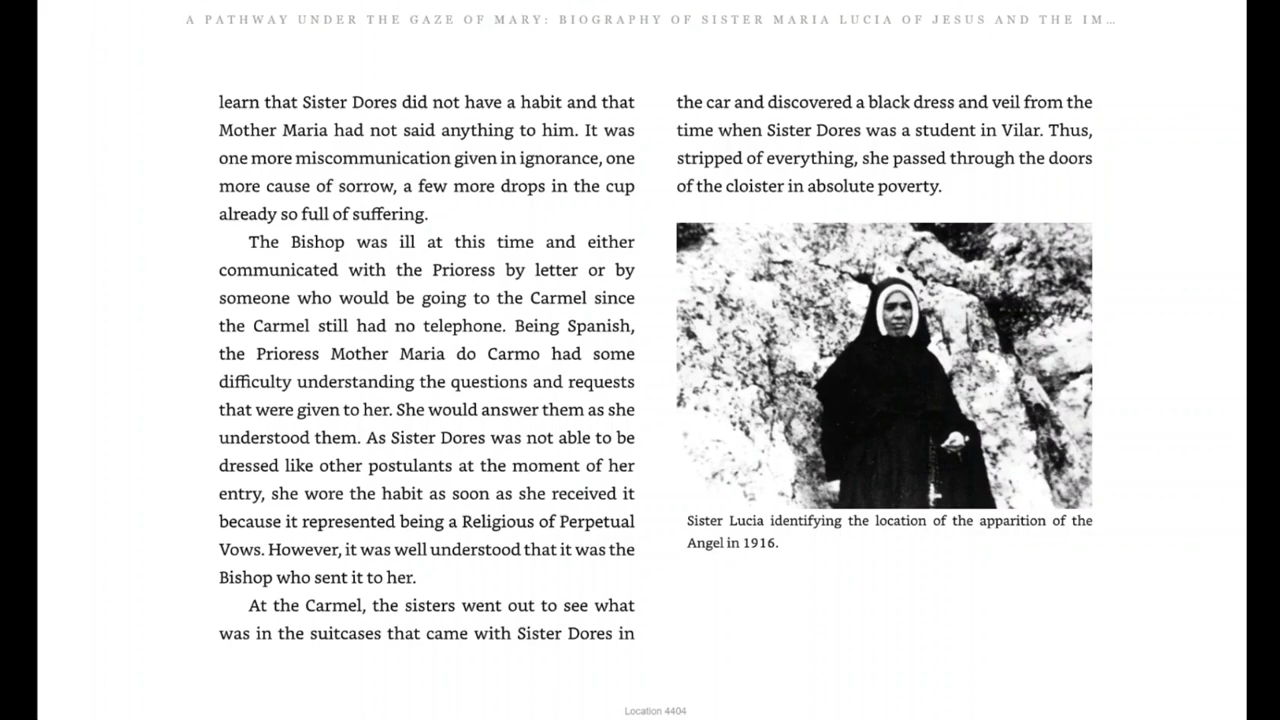 A PATHWAY UNDER THE GAZE OF MARY: BIOGRAPHY OF SISTER MARIA LUCIA OF JESUS AND THE IM…
learn that Sister Dores did not have a habit and that
Mother Maria had not said anything to him. It was
one more miscommunication given in ignorance, one
more cause of sorrow, a few more drops in the cup
already so full of suffering.
The Bishop was ill at this time and either
communicated with the Prioress by letter or by
someone who would be going to the Carmel since
the Carmel still had no telephone. Being Spanish,
the Prioress Mother Maria do Carmo had some
difficulty understanding the questions and requests
that were given to her. She would answer them as she
understood them. As Sister Dores was not able to be
dressed like other postulants at the moment of her
entry, she wore the habit as soon as she received it
because it represented being a Religious of Perpetual
Vows. However, it was well understood that it was the
Bishop who sent it to her.
At the Carmel, the sisters went out to see what
was in the suitcases that came with Sister Dores in
the car and discovered a black dress and veil from the
time when Sister Dores was a student in Vilar. Thus,
stripped of everything, she passed through the doors
of the cloister in absolute poverty.
Sister Lucia identifying the location of the apparition of the
Angel in 1916.
Location 4404